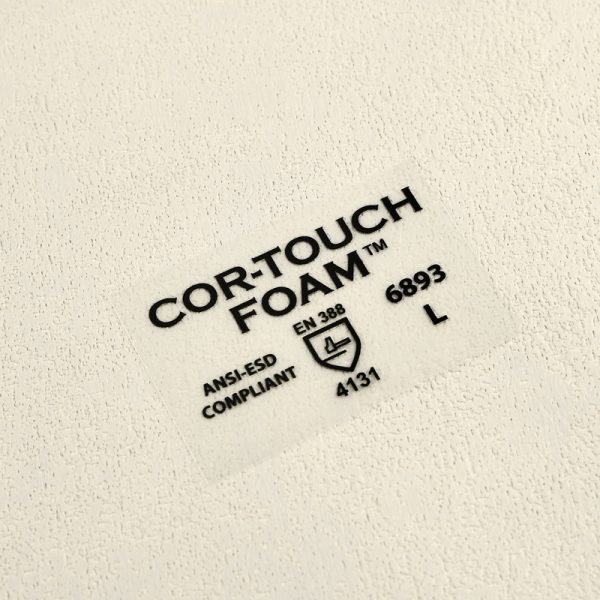 COR-TOUCH
FOAM™
6893
L
EN 388
4131
ANSI-ESD
COMPLIANT